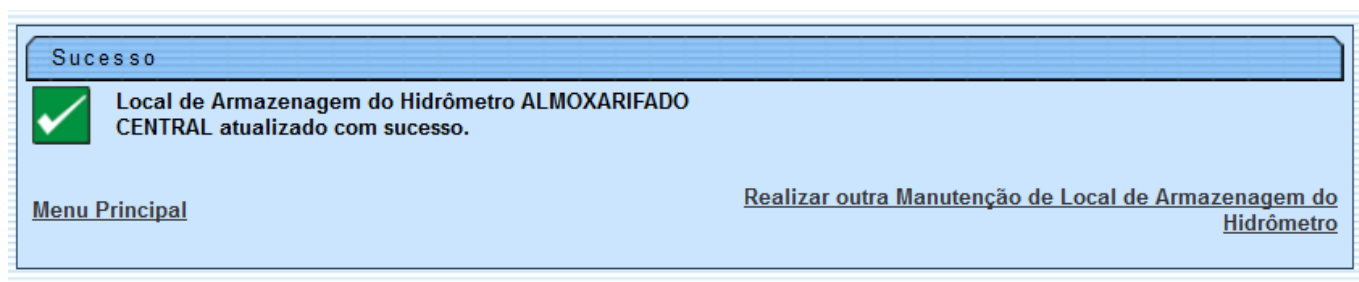 Sucesso
Local de Armazenagem do Hidrômetro ALMOXARIFADO
CENTRAL atualizado com sucesso.
Menu Principal
Realizar outra Manutenção de Local de Armazenagem do
Hidrômetro